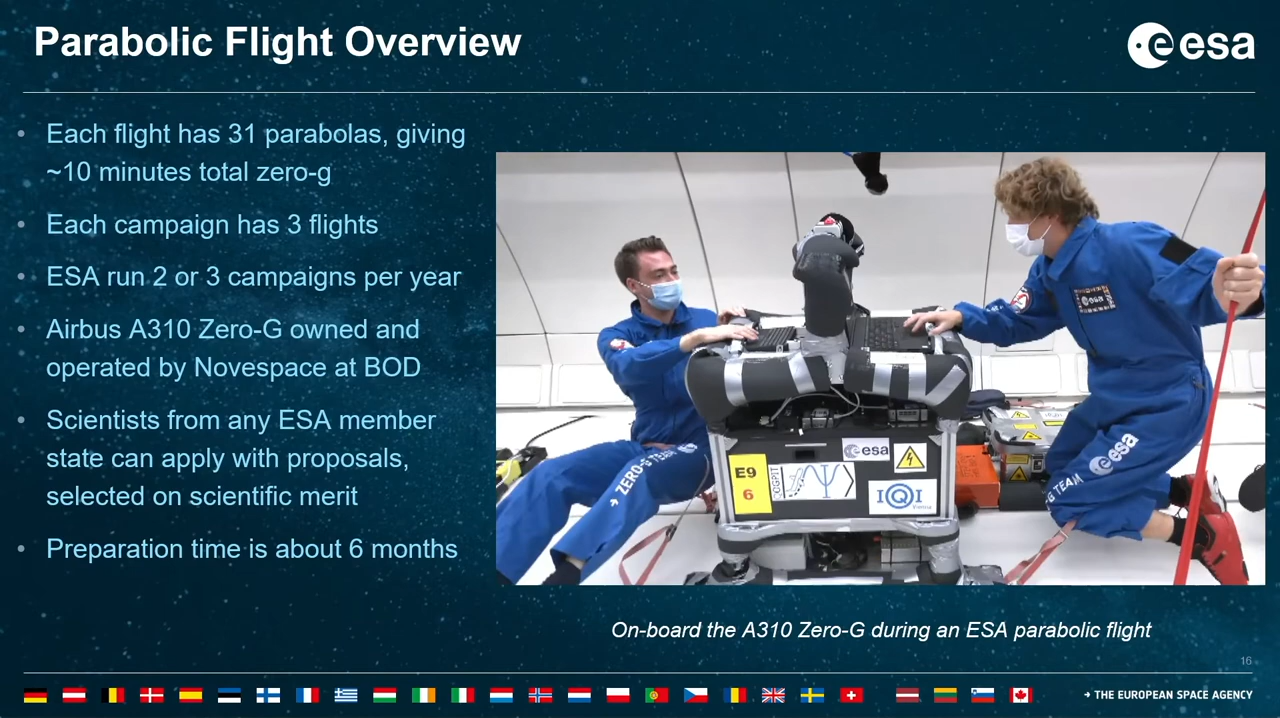 Parabolic Flight Overview
esa
• Each flight has 31 parabolas, giving
~10 minutes total zero-g
• Each campaign has 3 flights
• ESA run 2 or 3 campaigns per year
• Airbus A310 Zero-G owned and
operated by Novespace at BOD
• Scientists from any ESA member
state can apply with proposals,
selected on scientific merit
• Preparation time is about 6 months
esa
ZERO-G TEAM
esa
G TEAM
esa
E9
6
IQI
Vienna
On-board the A310 Zero-G during an ESA parabolic flight
16
→ THE EUROPEAN SPACE AGENCY